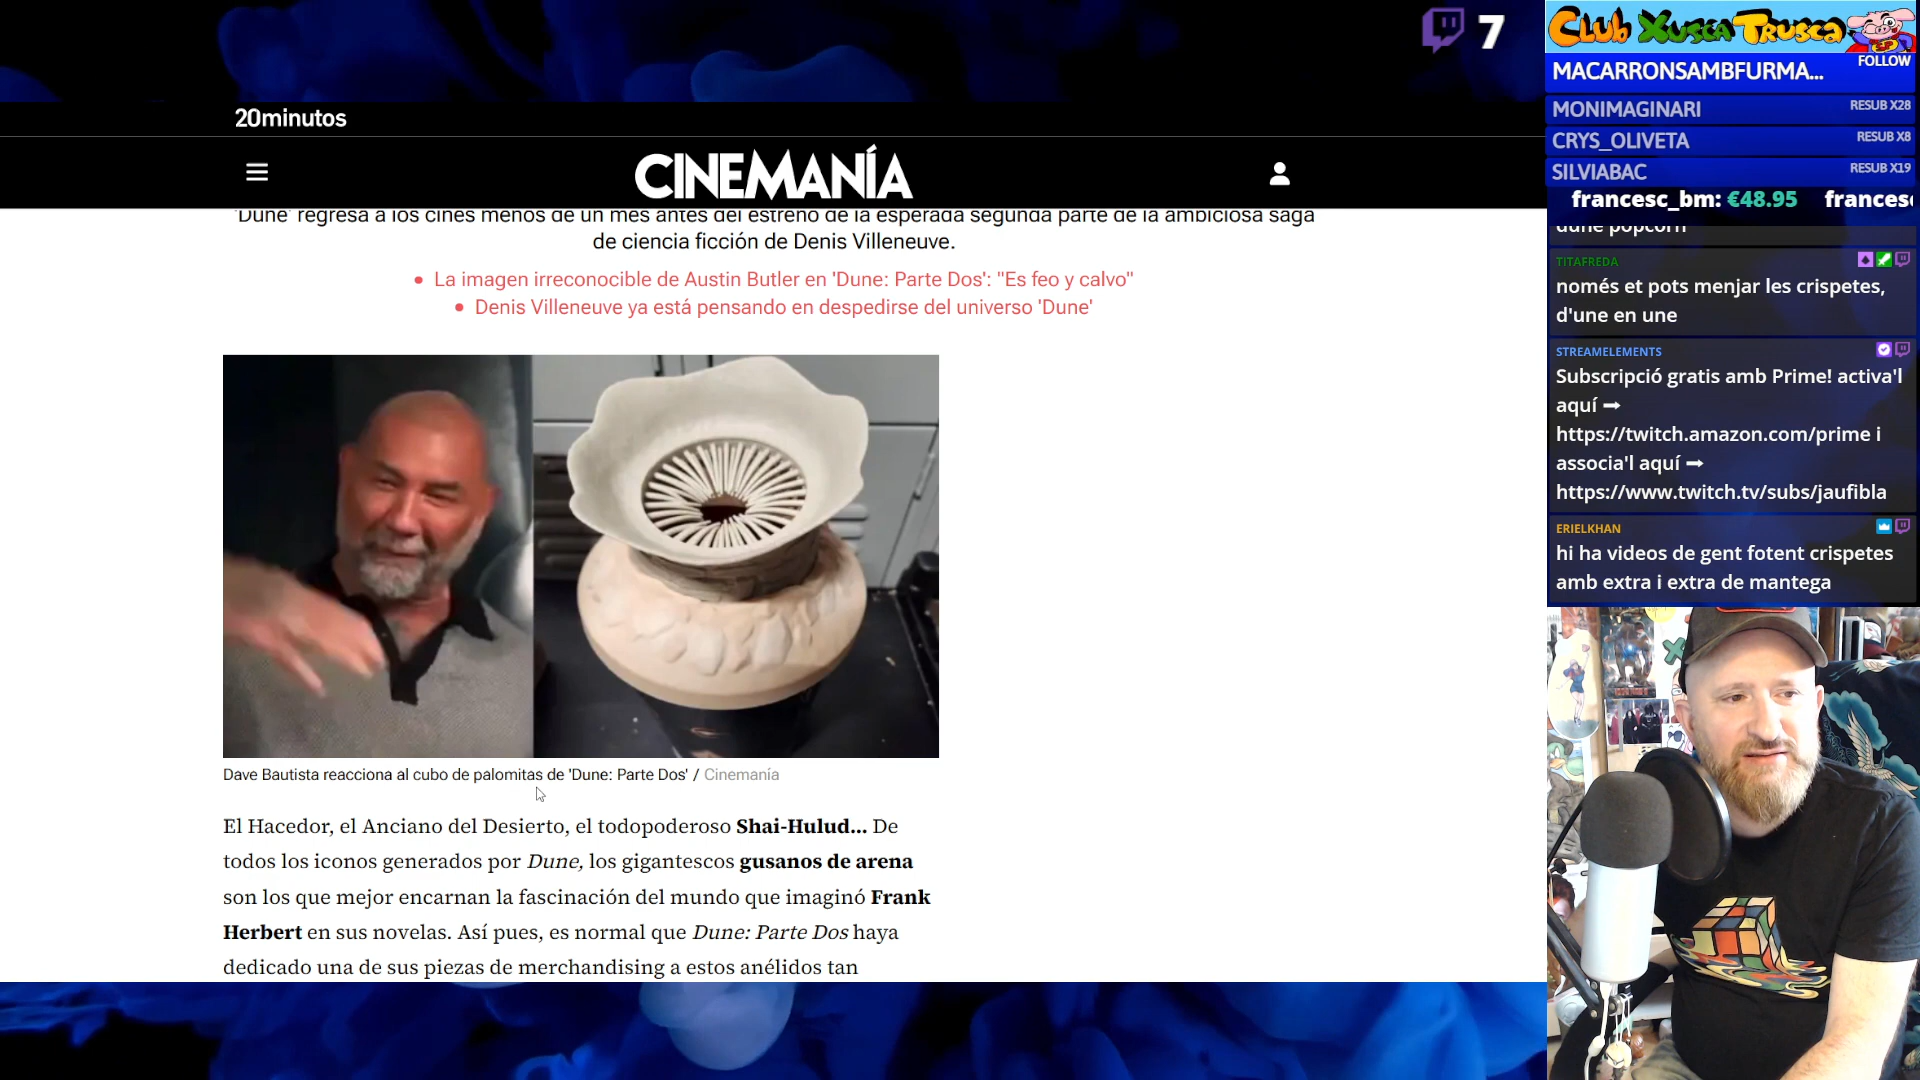 7
20minutos
CINEMANÍA
'Dune' regresa a los cines menos de un mes antes del estreno de la esperada segunda parte de la ambiciosa saga
de ciencia ficción de Denis Villeneuve.
• La imagen irreconocible de Austin Butler en 'Dune: Parte Dos': "Es feo y calvo"
• Denis Villeneuve ya está pensando en despedirse del universo 'Dune'
Dave Bautista reacciona al cubo de palomitas de 'Dune: Parte Dos' / Cinemanía
El Hacedor, el Anciano del Desierto, el todopoderoso Shai-Hulud... De
todos los iconos generados por Dune, los gigantescos gusanos de arena
son los que mejor encarnan la fascinación del mundo que imaginó Frank
Herbert en sus novelas. Así pues, es normal que Dune: Parte Dos haya
dedicado una de sus piezas de merchandising a estos anélidos tan
Club Xusca Trusca
FOLLOW
MACARRONSAMBFURMA...
MONIMAGINARI RESUB X28
CRYS_OLIVETA RESUB X8
SILVIABAC RESUB X19
francesc_bm: €48.95 francesc
dune popcorn
TITAFREDA
només et pots menjar les crispetes,
d'une en une
STREAMELEMENTS
Subscripció gratis amb Prime! activa'l
aquí ➞
https://twitch.amazon.com/prime i
associa'l aquí ➞
https://www.twitch.tv/subs/jaufibla
ERIELKHAN
hi ha videos de gent fotent crispetes
amb extra i extra de mantega